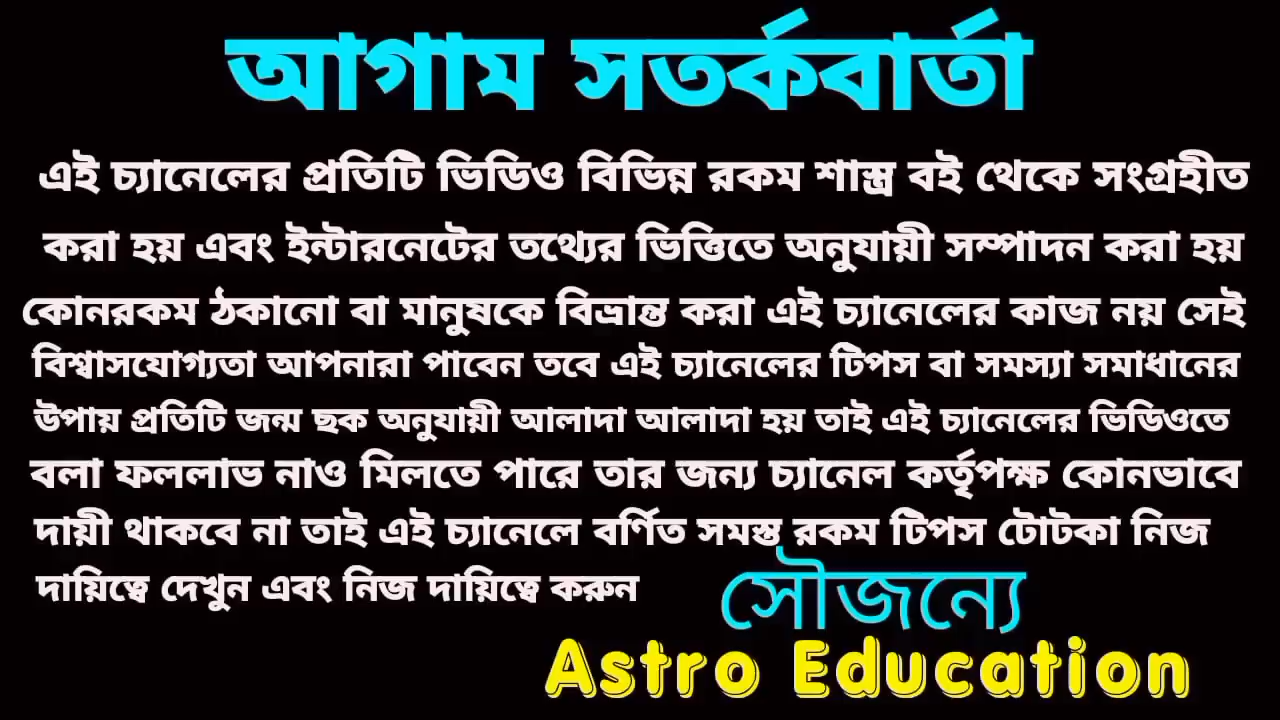 আগাম সতর্কবার্তা
এই চ্যানেলের প্রতিটি ভিডিও বিভিন্ন রকম শাস্ত্র বই থেকে সংগ্রহীত
করা হয় এবং ইন্টারনেটের তথ্যের ভিত্তিতে অনুযায়ী সম্পাদন করা হয়
কোনরকম ঠকানো বা মানুষকে বিভ্রান্ত করা এই চ্যানেলের কাজ নয় সেই
বিশ্বাসযোগ্যতা আপনারা পাবেন তবে এই চ্যানেলের টিপস বা সমস্যা সমাধানের
উপায় প্রতিটি জন্ম ছক অনুযায়ী আলাদা আলাদা হয় তাই এই চ্যানেলের ভিডিওতে
বলা ফললাভ নাও মিলতে পারে তার জন্য চ্যানেল কর্তৃপক্ষ কোনভাবে
দায়ী থাকবে না তাই এই চ্যানেলে বর্ণিত সমস্ত রকম টিপস টোটকা নিজ
দায়িত্বে দেখুন এবং নিজ দায়িত্বে করুন
সৌজন্যে
Astro Education